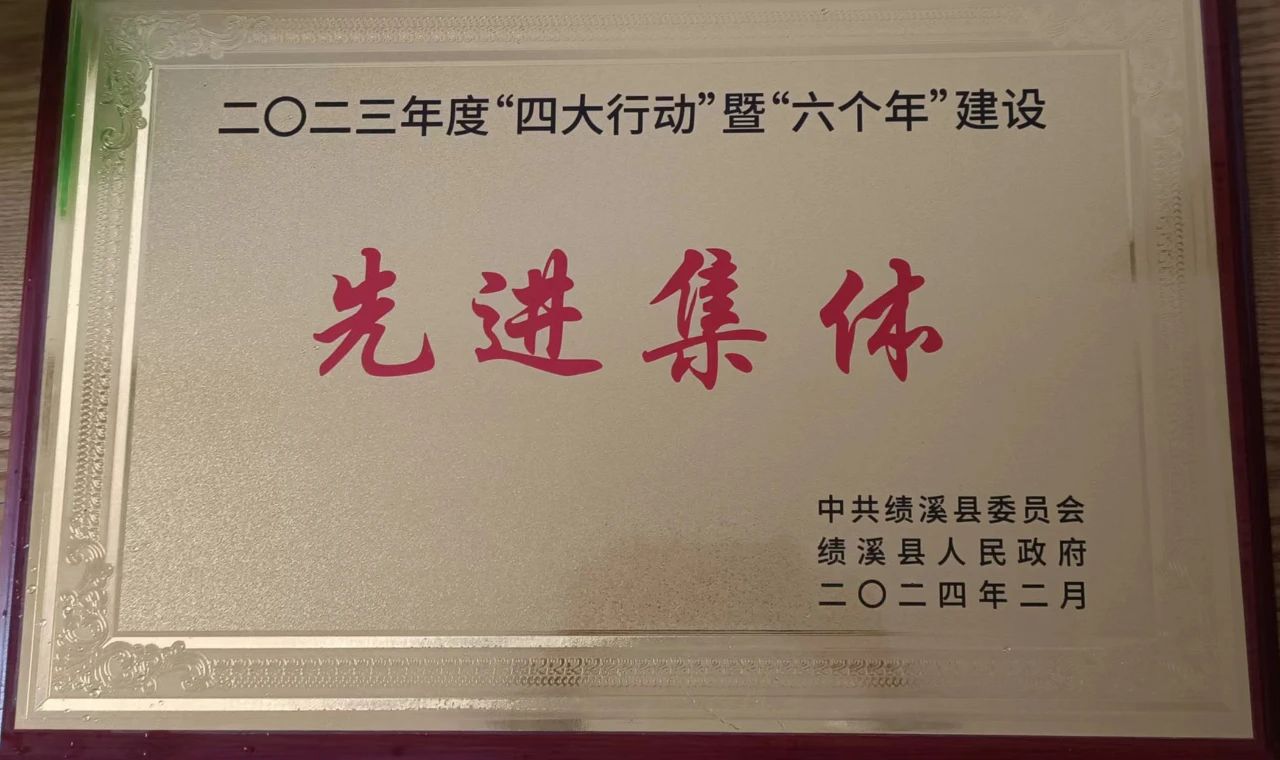 二〇二三年度“四大行动”暨“六个年”建设
先进集体
中共绩溪县委员会
绩溪县人民政府
二〇二四年二月